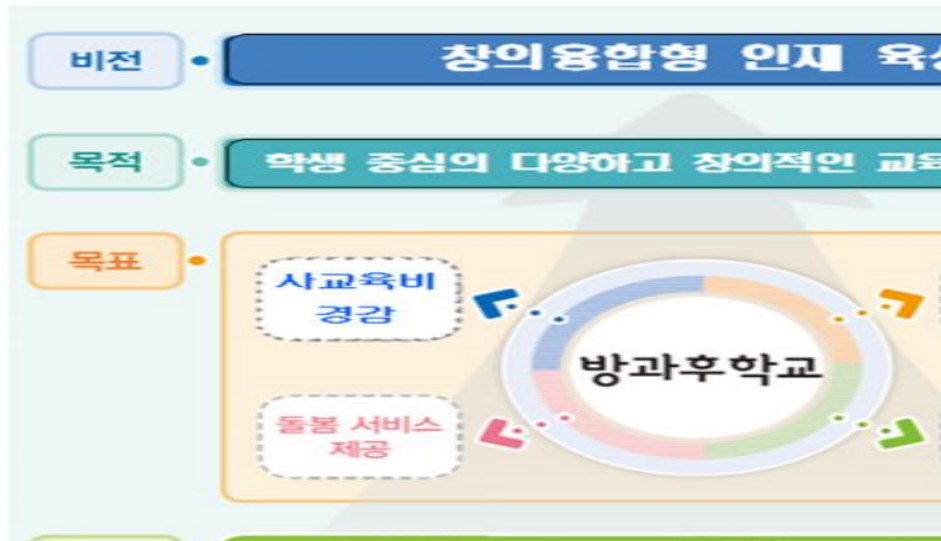 비전
창의융합형 인재
목적
학생 중심의 다양하고 창의적인
목표
사교육비
경감
방과후학교
돌봄 서비스
제공